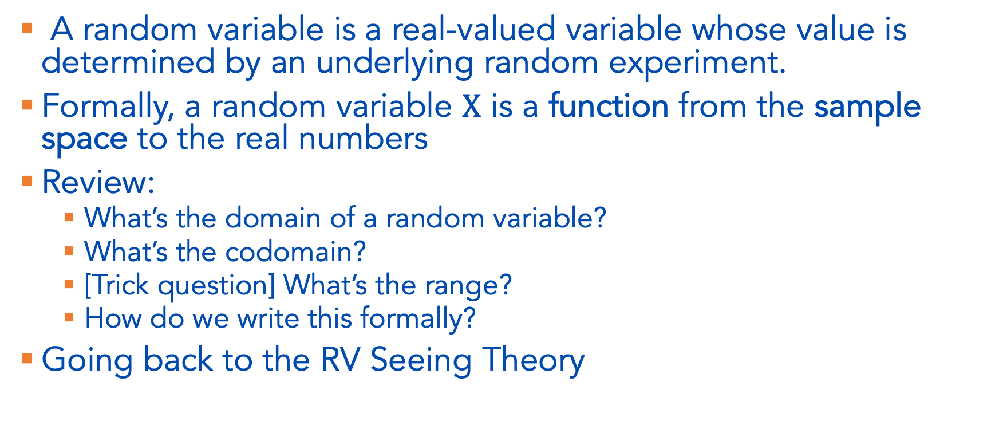 A random variable is a real-valued variable whose value is
determined by an underlying random experiment.
Formally, a random variable X is a function from the sample
space to the real numbers
Review:
What’s the domain of a random variable?
What’s the codomain?
[Trick question] What’s the range?
How do we write this formally?
Going back to the RV Seeing Theory